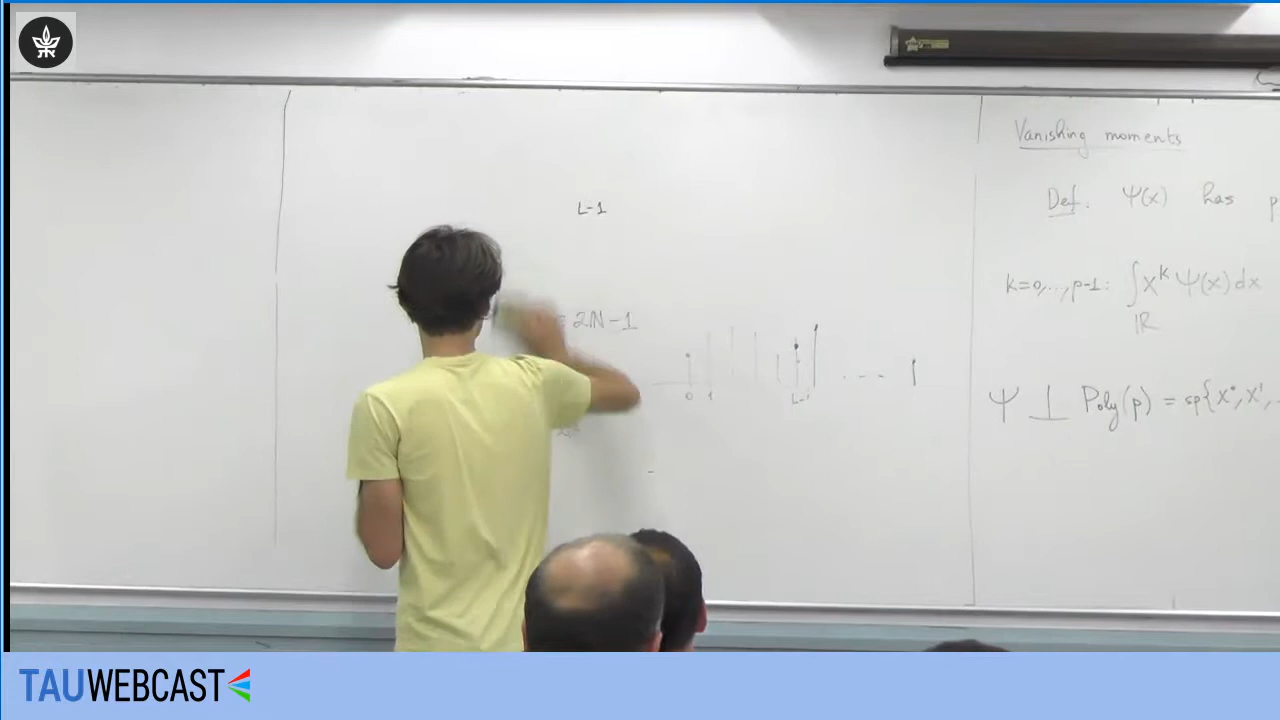 L-1
= 2N-1
0 1 L-1
Vanishing moments
Def. Ψ(x) has p
k=0,...,p-1: ∫ x^k Ψ(x)dx
ℝ
Ψ ⊥ Poly(p) = sp{x⁰, x¹, ..
TAUWEBCAST